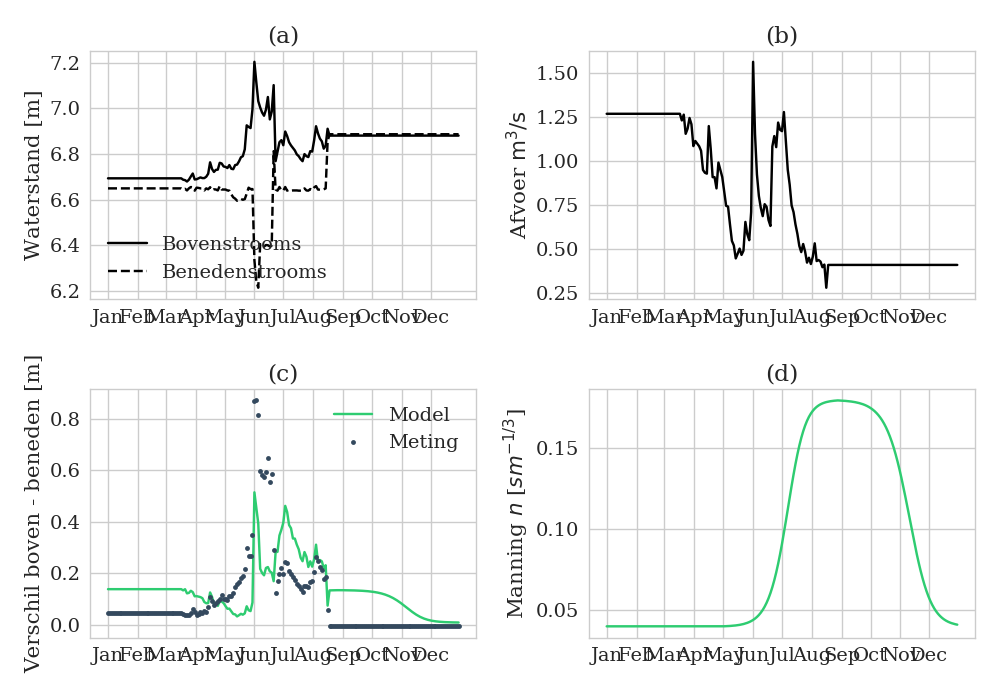 (a)
Waterstand [m]
7.2
7.0
6.8
6.6
6.4
6.2
Bovenstrooms
Benedenstrooms
Jan Feb Mar Apr May Jun Jul Aug Sep Oct Nov Dec
(b)
Afvoer m³/s
1.50
1.25
1.00
0.75
0.50
0.25
Jan Feb Mar Apr May Jun Jul Aug Sep Oct Nov Dec
(c)
Verschil boven - beneden [m]
0.8
0.6
0.4
0.2
0.0
Model
Meting
Jan Feb Mar Apr May Jun Jul Aug Sep Oct Nov Dec
(d)
Manning n [sm⁻¹/³]
0.15
0.10
0.05
Jan Feb Mar Apr May Jun Jul Aug Sep Oct Nov Dec